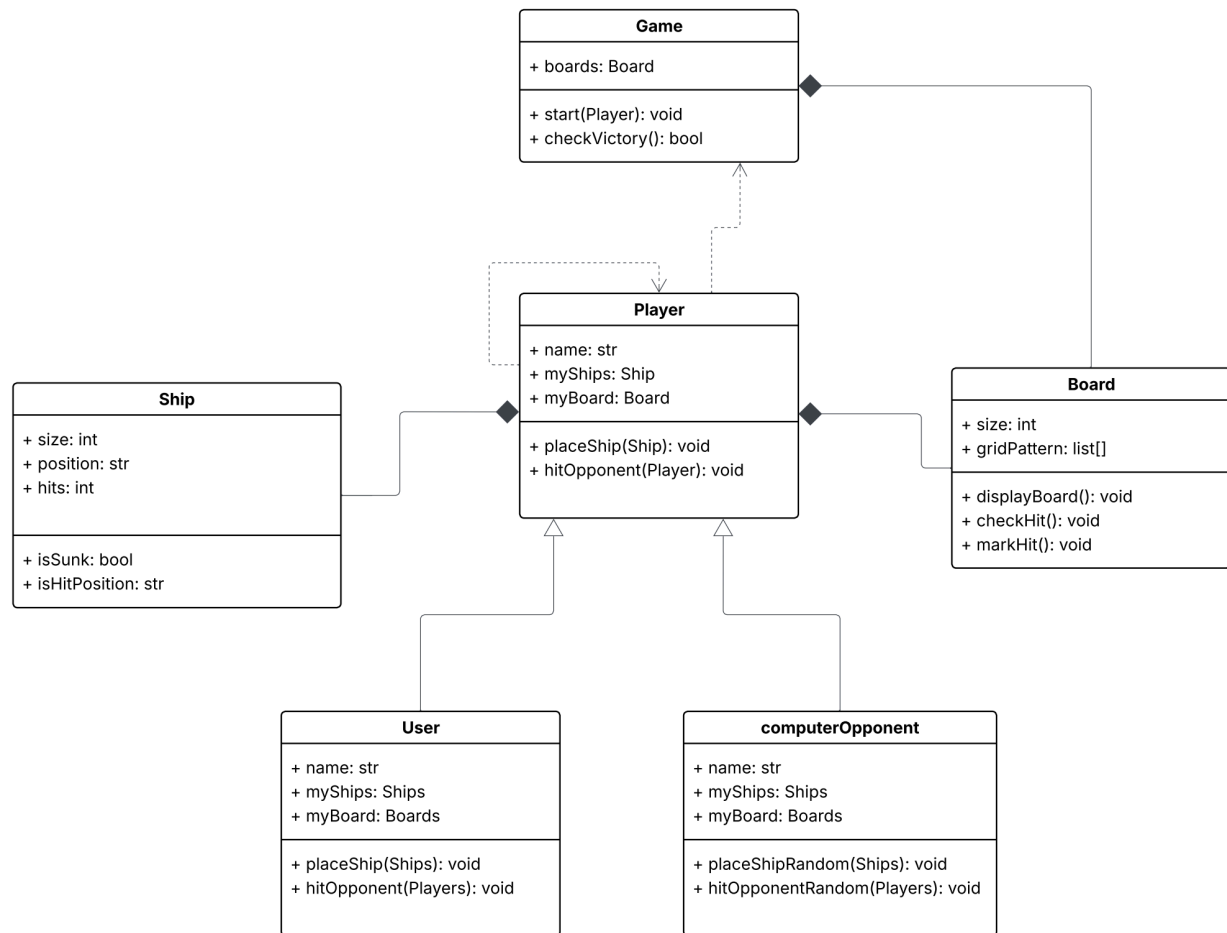 Game
+ boards: Board
+ start(Player): void
+ checkVictory(): bool
Player
+ name: str
+ myShips: Ship
+ myBoard: Board
+ placeShip(Ship): void
+ hitOpponent(Player): void
Ship
+ size: int
+ position: str
+ hits: int
+ isSunk: bool
+ isHitPosition: str
Board
+ size: int
+ gridPattern: list[]
+ displayBoard(): void
+ checkHit(): void
+ markHit(): void
User
+ name: str
+ myShips: Ships
+ myBoard: Boards
+ placeShip(Ships): void
+ hitOpponent(Players): void
computerOpponent
+ name: str
+ myShips: Ships
+ myBoard: Boards
+ placeShipRandom(Ships): void
+ hitOpponentRandom(Players): void